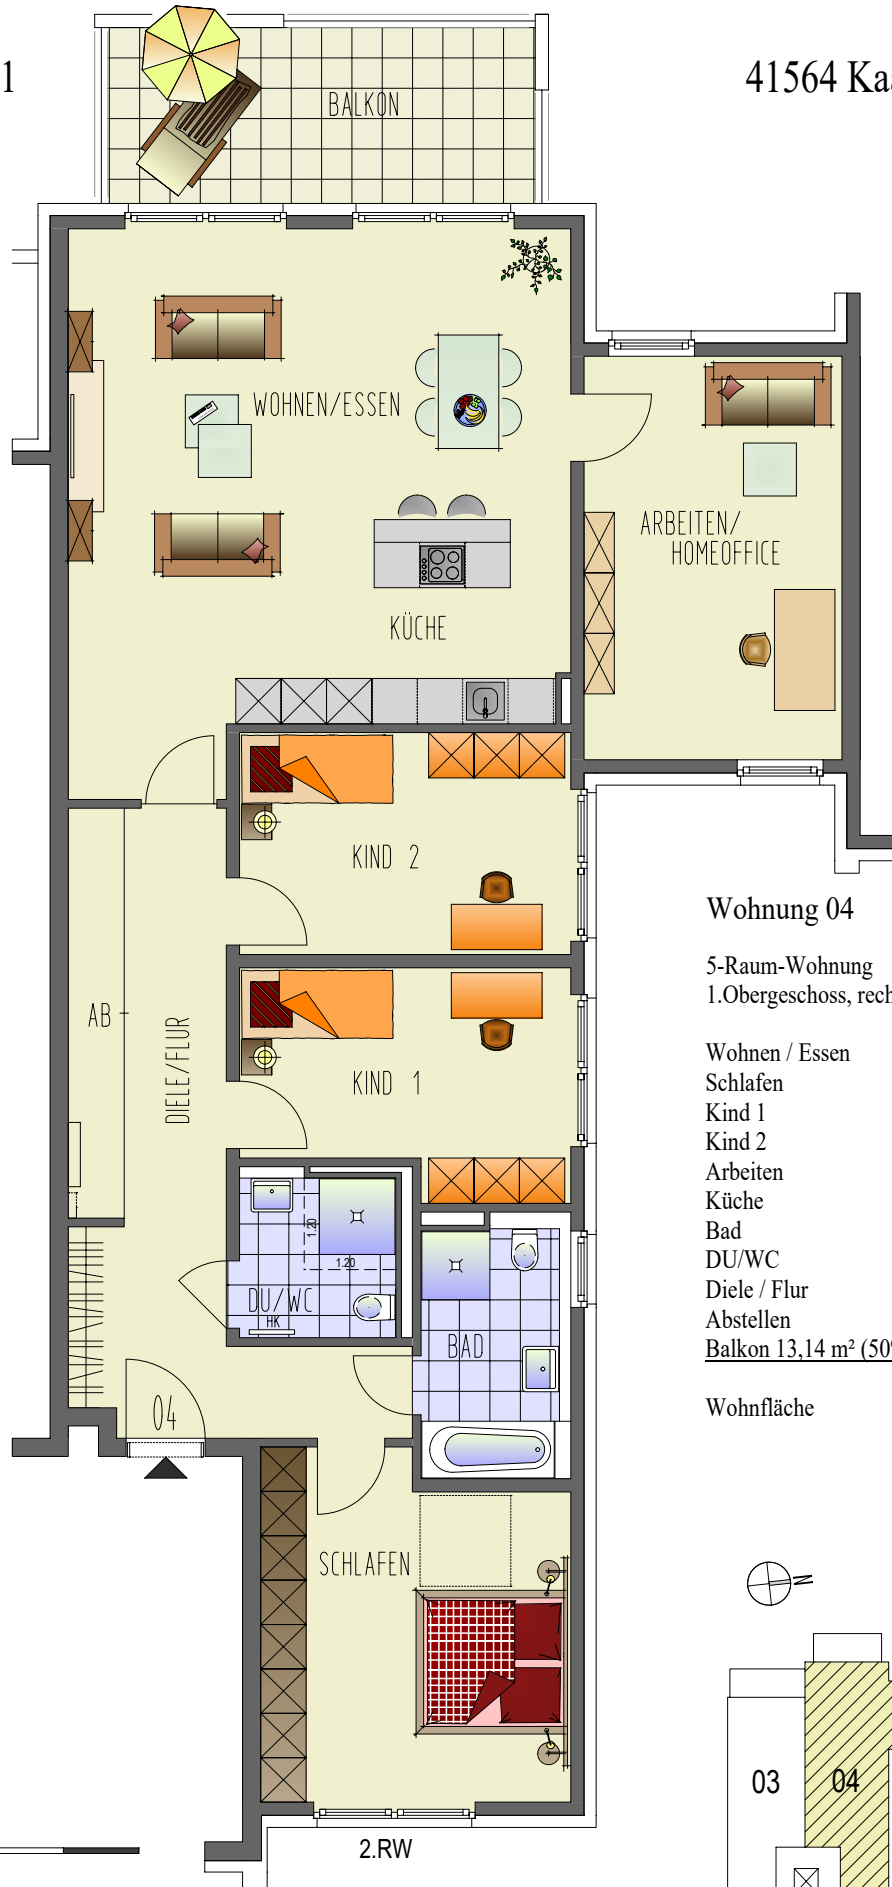 1
41564 Kaa
BALKON
WOHNEN/ESSEN
ARBEITEN/
HOMEOFFICE
KÜCHE
KIND 2
AB
DIELE/FLUR
KIND 1
1.20
1.20
DU/WC
HK
BAD
04
SCHLAFEN
2.RW
Wohnung 04
5-Raum-Wohnung
1.Obergeschoss, rech
Wohnen / Essen
Schlafen
Kind 1
Kind 2
Arbeiten
Küche
Bad
DU/WC
Diele / Flur
Abstellen
Balkon 13,14 m² (50%
Wohnfläche
N
03
04